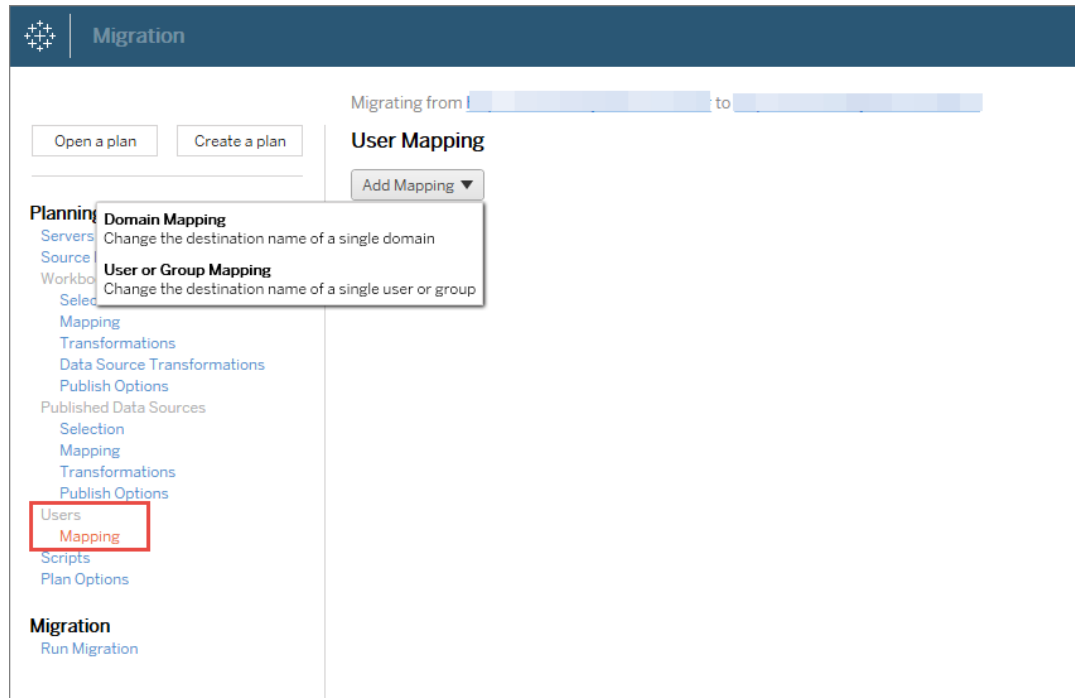 Migration
Migrating from to
Open a plan
Create a plan
User Mapping
Add Mapping ▼
Domain Mapping
Change the destination name of a single domain
User or Group Mapping
Change the destination name of a single user or group
Planning
Servers
Source
Mapping
Transformations
Data Source Transformations
Publish Options
Published Data Sources
Selection
Mapping
Transformations
Publish Options
Users
Mapping
Scripts
Plan Options
Migration
Run Migration